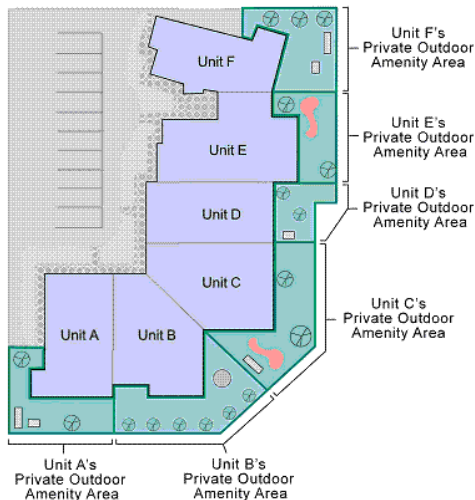 Unit F
Unit F's
Private Outdoor
Amenity Area
Unit E
Unit E's
Private Outdoor
Amenity Area
Unit D
Unit D's
Private Outdoor
Amenity Area
Unit C
Unit C's
Private Outdoor
Amenity Area
Unit A
Unit B
Unit A's
Private Outdoor
Amenity Area
Unit B's
Private Outdoor
Amenity Area